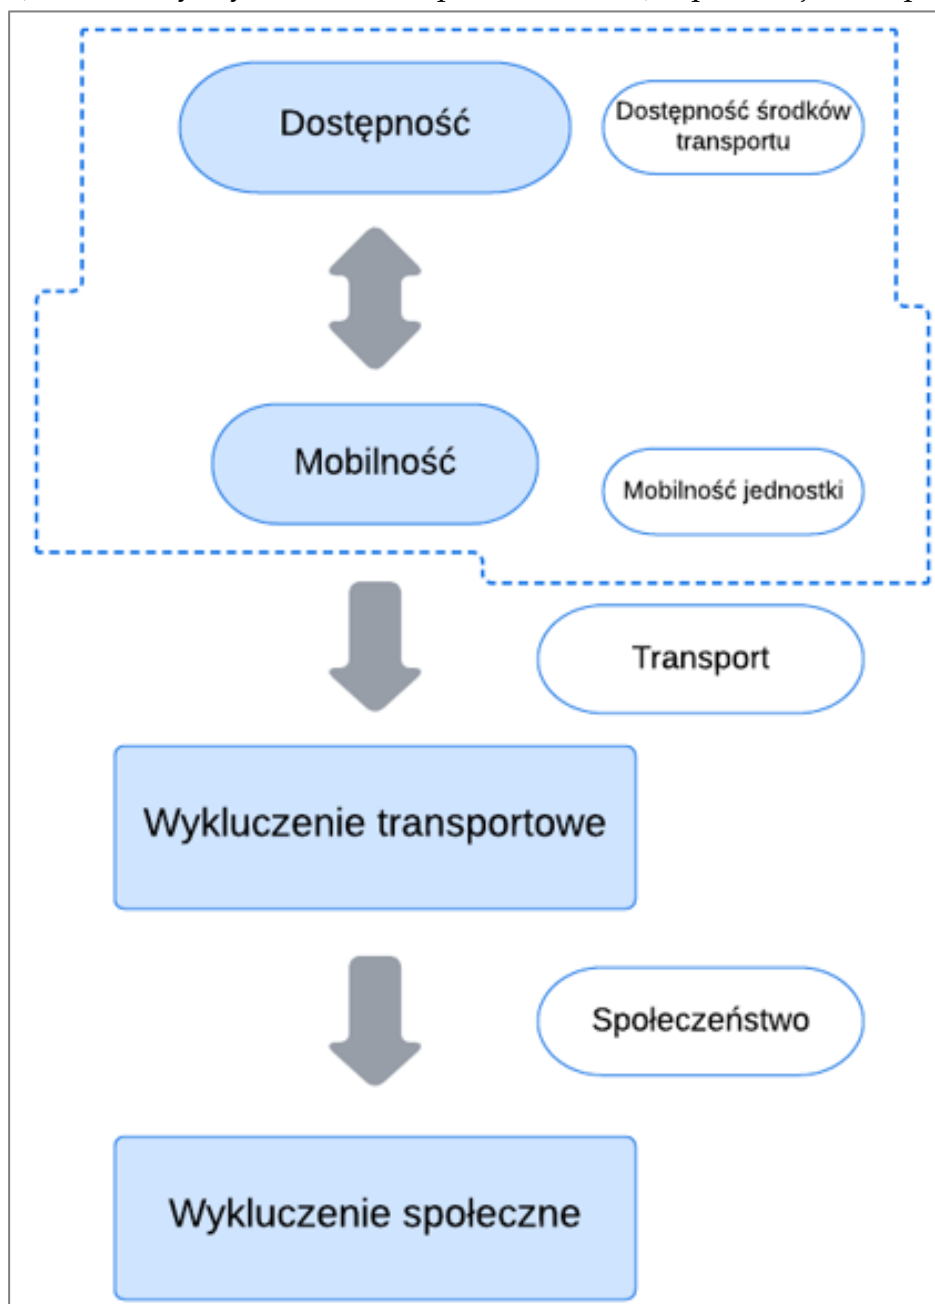 Dostępność
Dostępność środków
transportu
Mobilność
Mobilność jednostki
Transport
Wykluczenie transportowe
Społeczeństwo
Wykluczenie społeczne